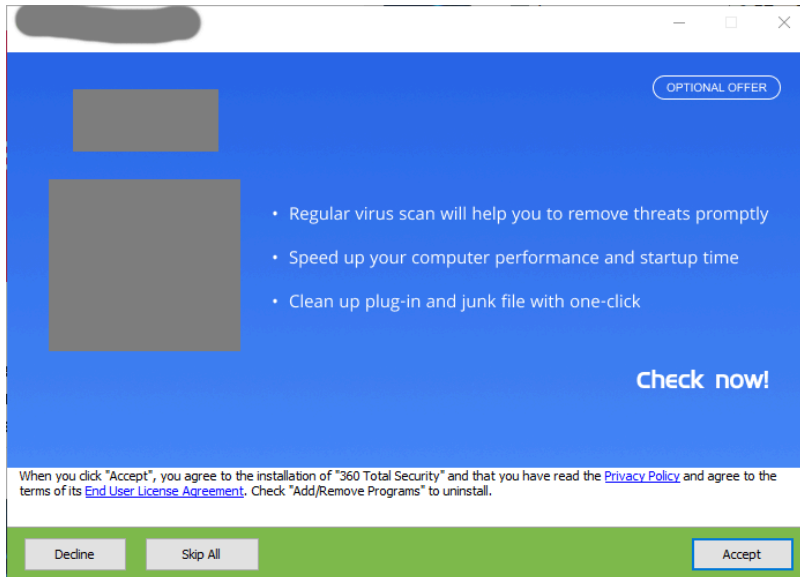 OPTIONAL OFFER
• Regular virus scan will help you to remove threats promptly
• Speed up your computer performance and startup time
• Clean up plug-in and junk file with one-click
Check now!
When you click "Accept", you agree to the installation of "360 Total Security" and that you have read the Privacy Policy and agree to the
terms of its End User License Agreement. Check "Add/Remove Programs" to uninstall.
Decline Skip All Accept